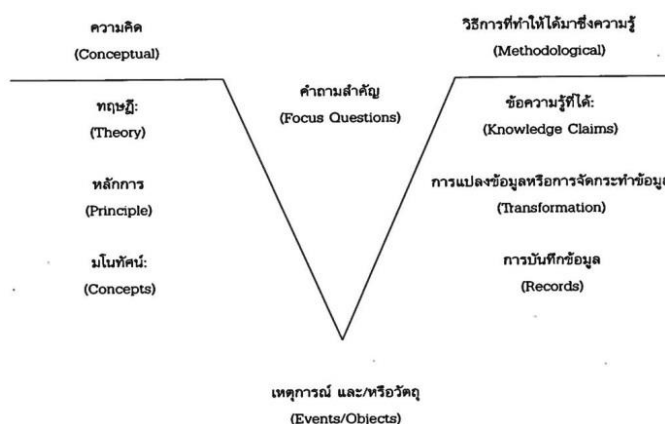 ความคิด
(Conceptual)
ทฤษฎี:
(Theory)
หลักการ
(Principle)
มโนทัศน์:
(Concepts)
คำถามสำคัญ
(Focus Questions)
วิธีการที่ทำให้ได้มาซึ่งความรู้
(Methodological)
ข้อความรู้ที่ได้:
(Knowledge Claims)
การแปลงข้อมูลหรือการจัดกระทำข้อมูล
(Transformation)
การบันทึกข้อมูล
(Records)
เหตุการณ์ และ/หรือวัตถุ
(Events/Objects)